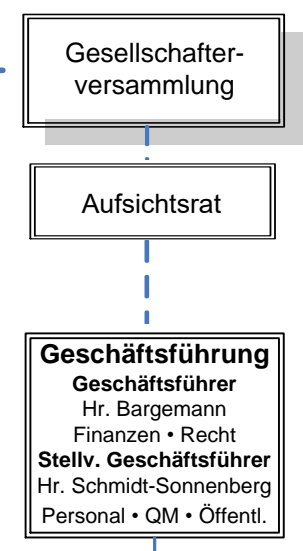 Gesellschafter-
versammlung
Aufsichtsrat
Geschäftsführung
Geschäftsführer
Hr. Bargemann
Finanzen • Recht
Stellv. Geschäftsführer
Hr. Schmidt-Sonnenberg
Personal • QM • Öffentl.